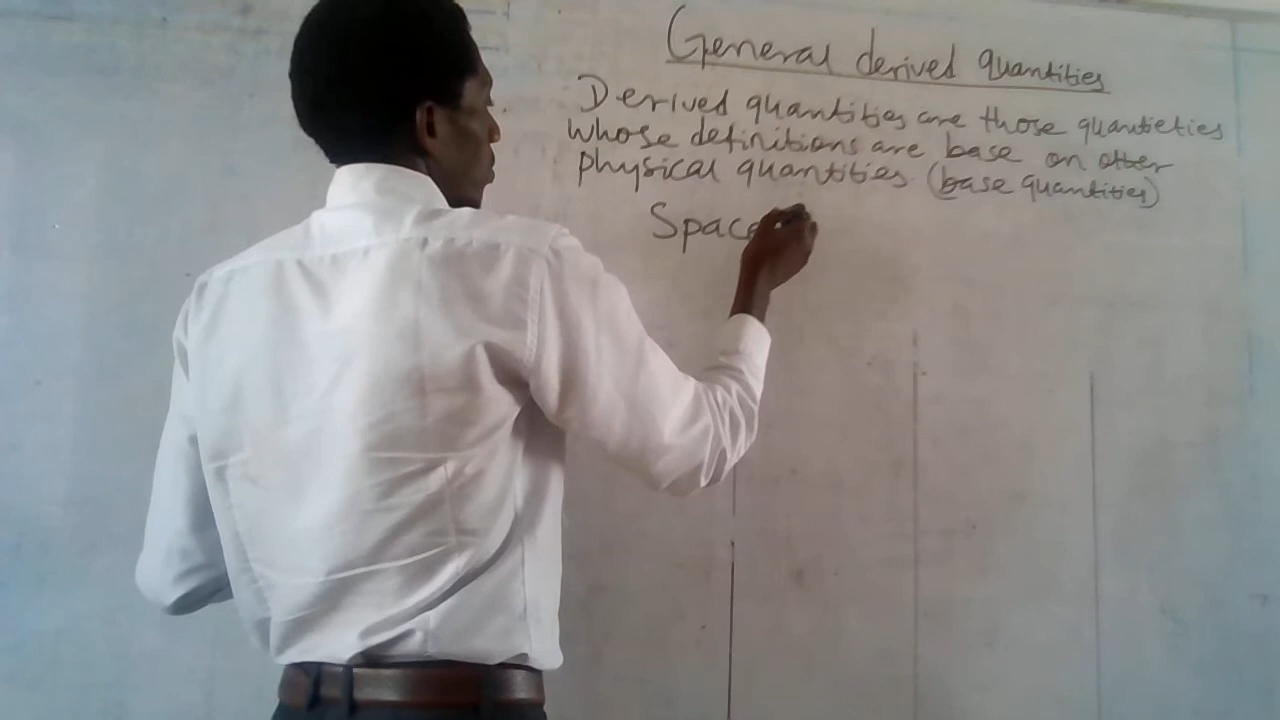 General derived quantities
Derived quantities are those quantieties
whose definitions are base on other
physical quantities (base quantities)
Space